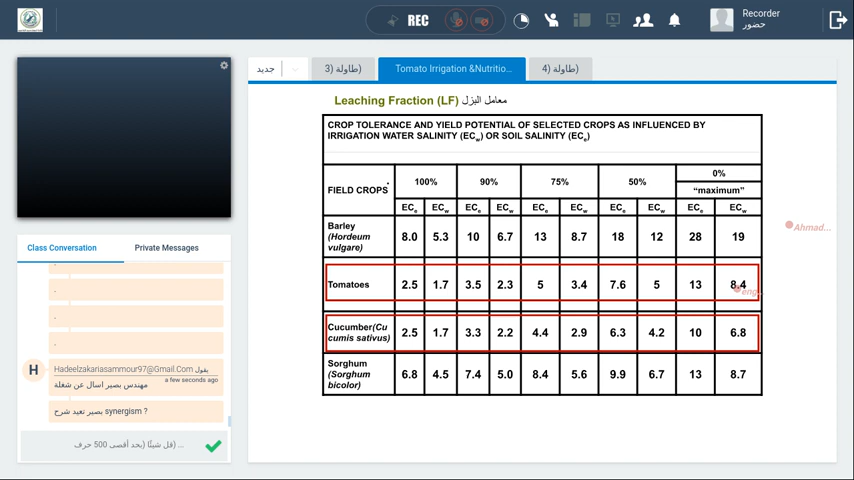 REC
Recorder
حضور
جديد
طاولة (3)
Tomato Irrigation &Nutritio...
طاولة (4)
Leaching Fraction (LF) معامل البزل
CROP TOLERANCE AND YIELD POTENTIAL OF SELECTED CROPS AS INFLUENCED BY
IRRIGATION WATER SALINITY (ECw) OR SOIL SALINITY (ECe)
FIELD CROPS 100% 90% 75% 50% 0%
“maximum”
ECe ECw ECe ECw ECe ECw ECe ECw ECe ECw
Barley
(Hordeum
vulgare)
8.0 5.3 10 6.7 13 8.7 18 12 28 19
Tomatoes 2.5 1.7 3.5 2.3 5 3.4 7.6 5 13 8.4
Cucumber(Cu
cumis sativus)
2.5 1.7 3.3 2.2 4.4 2.9 6.3 4.2 10 6.8
Sorghum
(Sorghum
bicolor)
6.8 4.5 7.4 5.0 8.4 5.6 9.9 6.7 13 8.7
Ahmad...
eng.
Class Conversation Private Messages
.
.
.
.
H
Hadeelzakariasammour97@Gmail.Com يقول
a few seconds ago
مهندس بصير اسال عن شغلة
بصير تعيد شرح synergism ?
قل شيئًا (بحد أقصى 500 حرف) ...